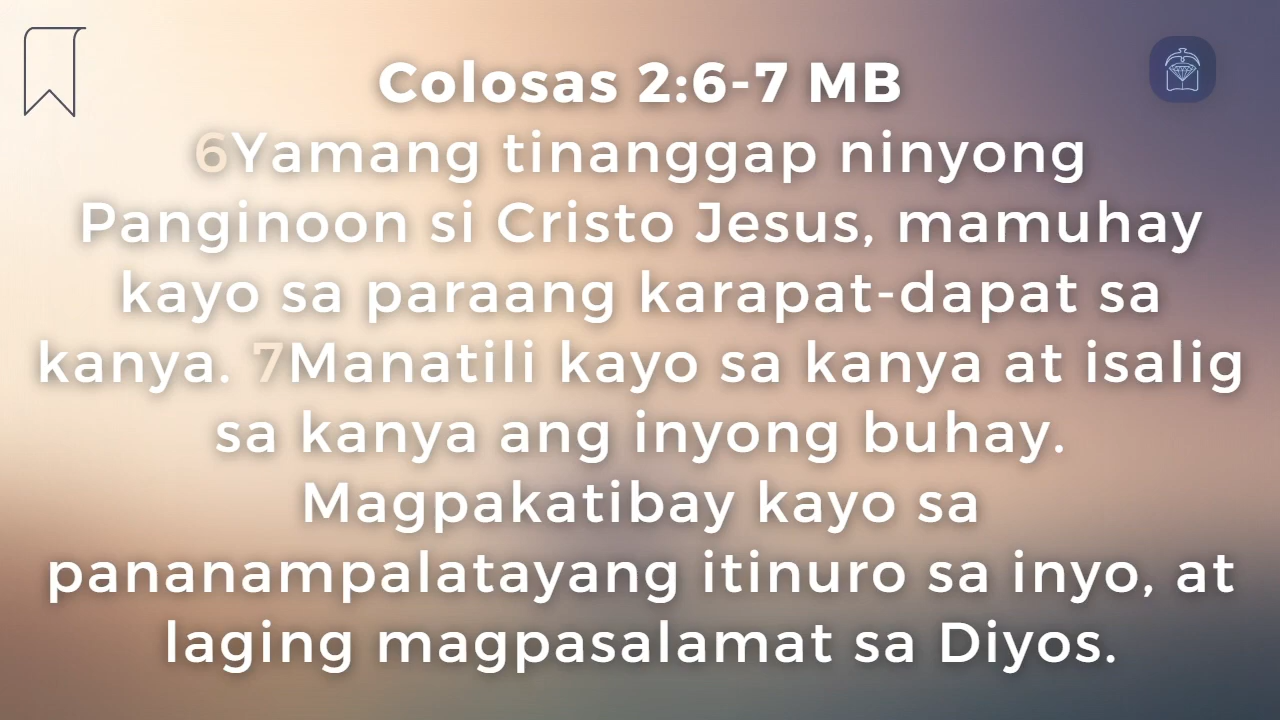 Colosas 2:6-7 MB
6Yamang tinanggap ninyong
Panginoon si Cristo Jesus, mamuhay
kayo sa paraang karapat-dapat sa
kanya. 7Manatili kayo sa kanya at isalig
sa kanya ang inyong buhay.
Magpakatibay kayo sa
pananampalatayang itinuro sa inyo, at
laging magpasalamat sa Diyos.